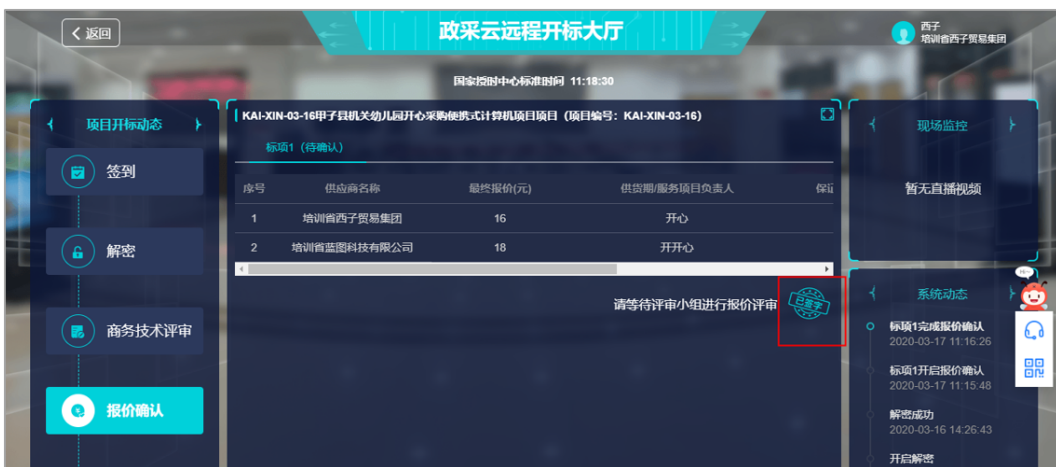 返回
政采云远程开标大厅
西子
培训省西子贸易集团
国家授时中心标准时间 11:18:30
项目开标动态
签到
解密
商务技术评审
报价确认
KAI-XIN-03-16甲子县机关幼儿园开心采购便携式计算机项目项目（项目编号：KAI-XIN-03-16）
标项1（待确认）
序号 供应商名称 最终报价(元) 供货期/服务项目负责人 保证
1 培训省西子贸易集团 16 开心
2 培训省蓝图科技有限公司 18 开开心
请等待评审小组进行报价评审
已签字
现场监控
暂无直播视频
系统动态
标项1完成报价确认
2020-03-17 11:16:26
标项1开启报价确认
2020-03-17 11:15:48
解密成功
2020-03-16 14:26:43
开启解密